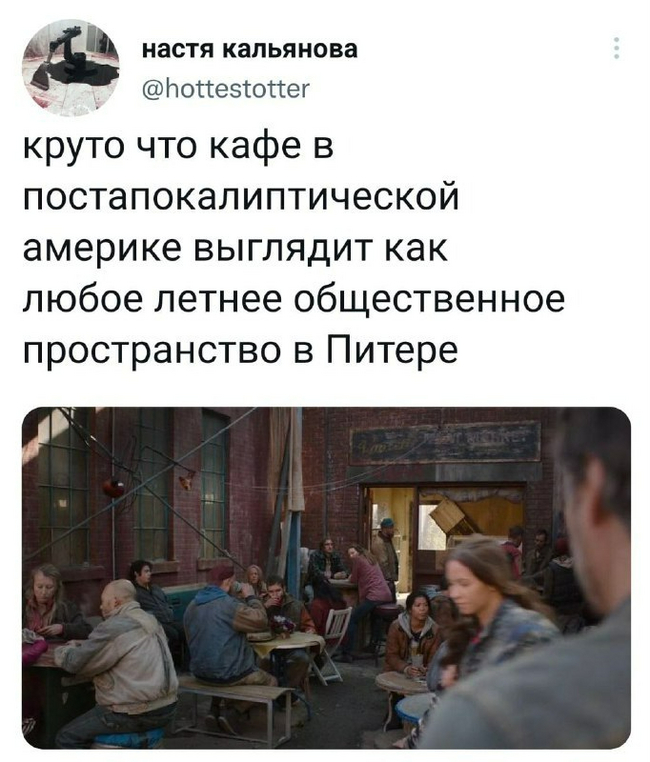 настя кальянова
@hottestotter
круто что кафе в
постапокалиптической
америке выглядит как
любое летнее общественное
пространство в Питере